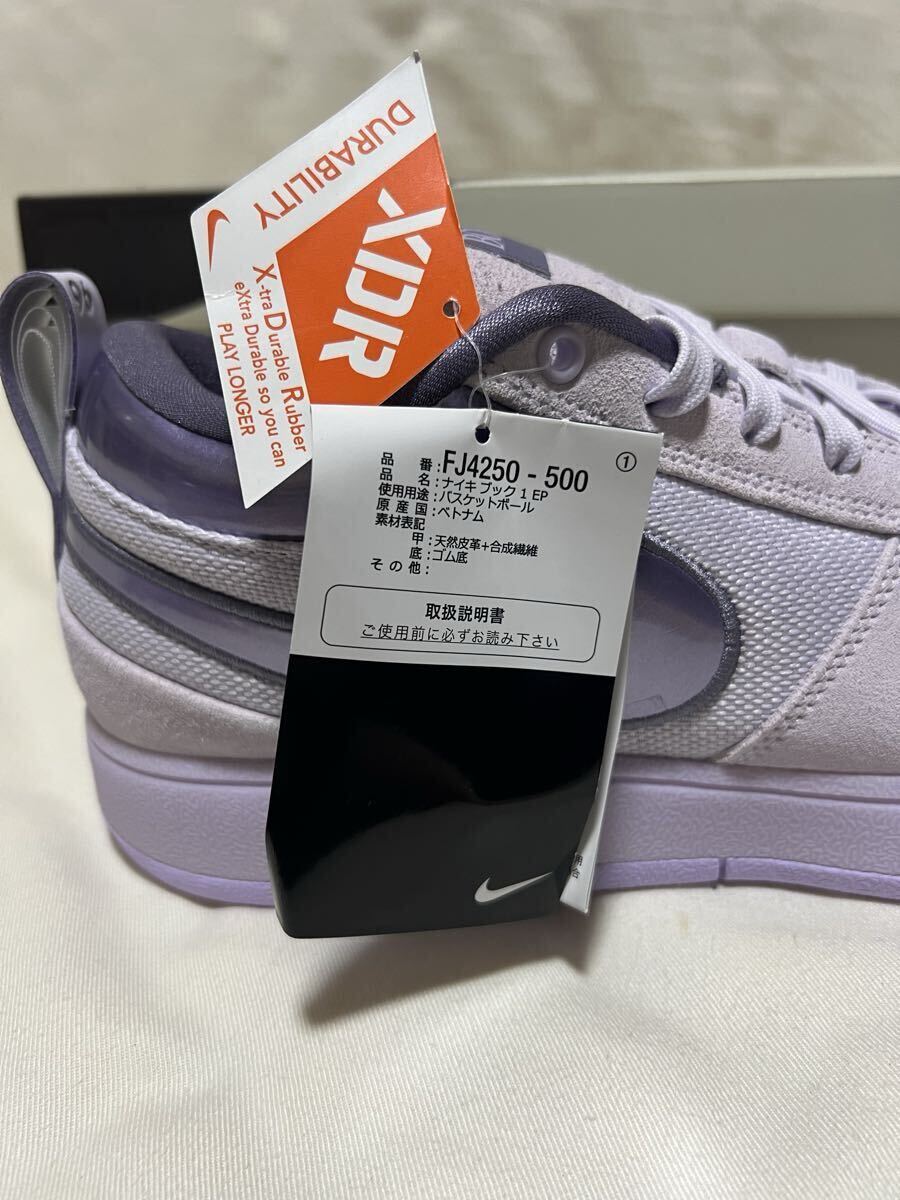 DURABILITY
XDR
X-tra Durable Rubber
eXtra Durable so you can
PLAY LONGER
①
品番:FJ4250-500
品名:ナイキ ブック 1 EP
使用用途:バスケットボール
原産国:ベトナム
素材表記
甲:天然皮革+合成繊維
底:ゴム底
その他:
取扱説明書
ご使用前に必ずお読み下さい